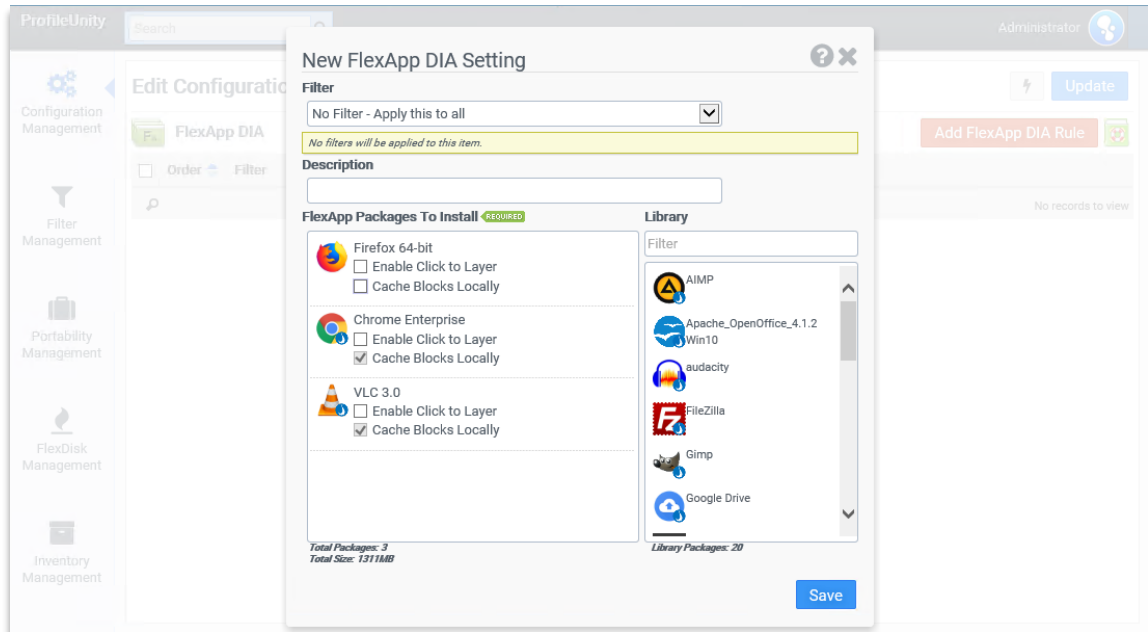 ProfileUnity
Search
Administrator
Configuration Management
Filter Management
Portability Management
FlexDisk Management
Inventory Management
Edit Configuratio
Update
FlexApp DIA
Add FlexApp DIA Rule
Order Filter
No records to view
New FlexApp DIA Setting
Filter
No Filter - Apply this to all
No filters will be applied to this item.
Description
FlexApp Packages To Install REQUIRED
Firefox 64-bit
Enable Click to Layer
Cache Blocks Locally
Chrome Enterprise
Enable Click to Layer
Cache Blocks Locally
VLC 3.0
Enable Click to Layer
Cache Blocks Locally
Total Packages: 3
Total Size: 1311MB
Library
Filter
AIMP
Apache_OpenOffice_4.1.2
Win10
audacity
FileZilla
Gimp
Google Drive
Library Packages: 20
Save